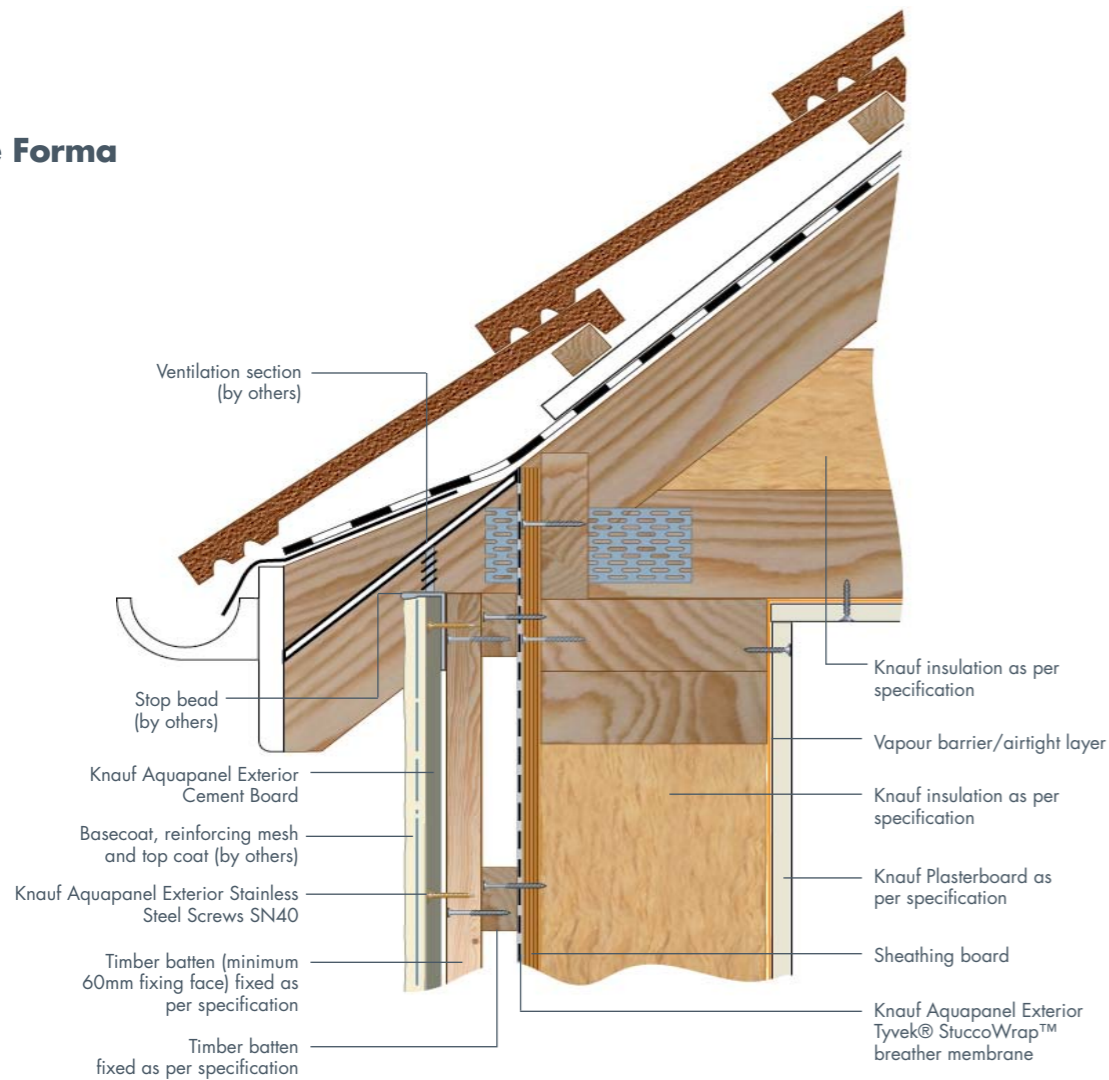 e Forma
Ventilation section
(by others)
Stop bead
(by others)
Knauf Aquapanel Exterior
Cement Board
Basecoat, reinforcing mesh
and top coat (by others)
Knauf Aquapanel Exterior Stainless
Steel Screws SN40
Timber batten (minimum
60mm fixing face) fixed as
per specification
Timber batten
fixed as per specification
Knauf insulation as per
specification
Vapour barrier/airtight layer
Knauf insulation as per
specification
Knauf Plasterboard as
per specification
Sheathing board
Knauf Aquapanel Exterior
Tyvek® StuccoWrap™
breather membrane